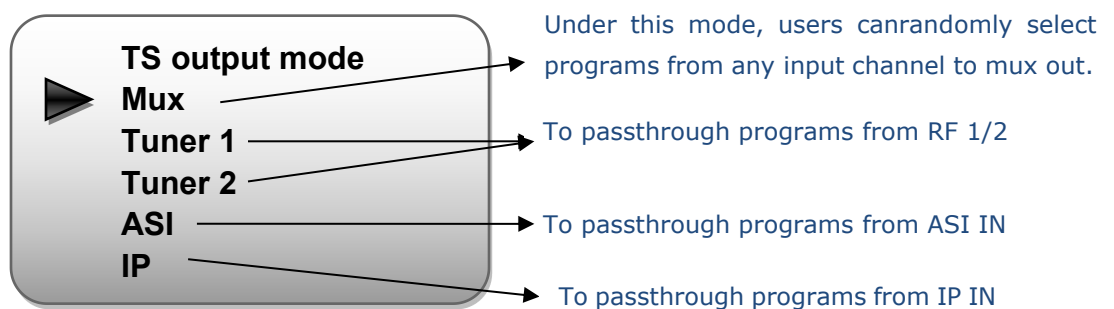 TS output mode
Mux
Tuner 1
Tuner 2
ASI
IP
Under this mode, users canrandomly select
programs from any input channel to mux out.
To passthrough programs from RF 1/2
To passthrough programs from ASI IN
To passthrough programs from IP IN